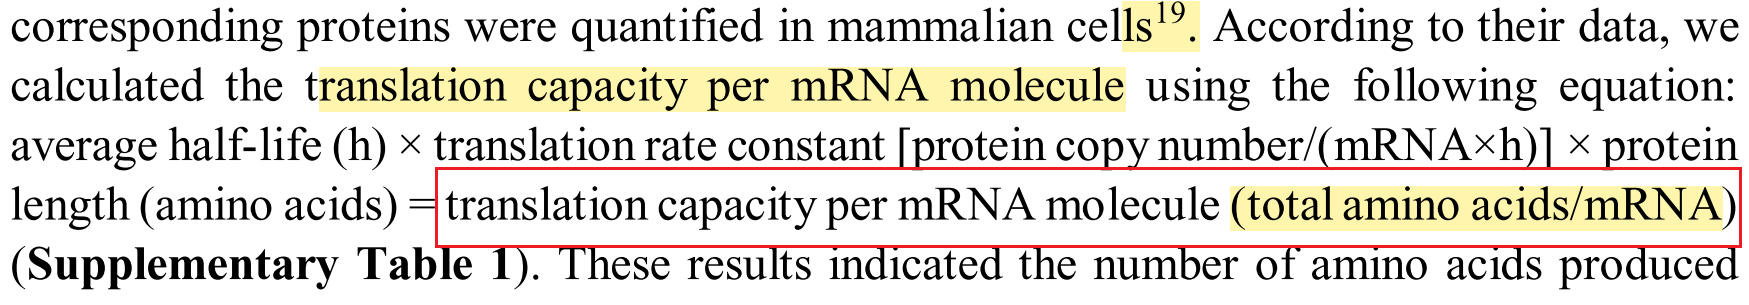 corresponding proteins were quantified in mammalian cells¹⁹. According to their data, we
calculated the translation capacity per mRNA molecule using the following equation:
average half-life (h) × translation rate constant [protein copy number/(mRNA×h)] × protein
length (amino acids) = translation capacity per mRNA molecule (total amino acids/mRNA)
(Supplementary Table 1). These results indicated the number of amino acids produced